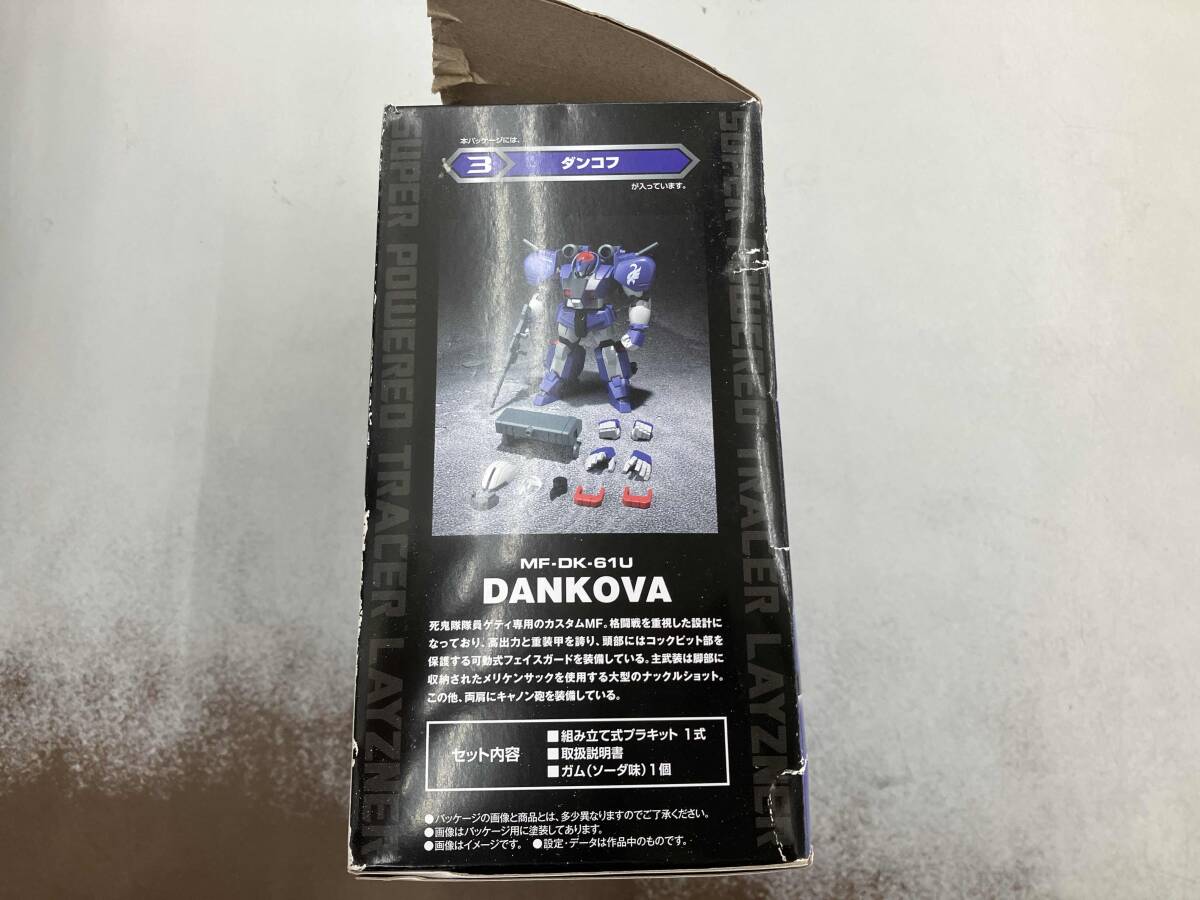 本パッケージには、
3 ダンコフ
が入っています。
SUPER POWERED TRACER LAYZNER
SUPER POWERED TRACER LAYZNER
MF-DK-61U
DANKOVA
死鬼隊隊員ゲティ専用のカスタムMF。格闘戦を重視した設計に
なっており、高出力と重装甲を誇り、頭部にはコックピット部を
保護する可動式フェイスガードを装備している。主武装は脚部に
収納されたメリケンサックを使用する大型のナックルショット。
この他、両肩にキャノン砲を装備している。
セット内容
■組み立て式プラキット 1式
■取扱説明書
■ガム(ソーダ味)1個
●パッケージの画像と商品とは、多少異なりますのでご了承ください。
●画像はパッケージ用に塗装してあります。
●画像はイメージです。 ●設定・データは作品中のものです。